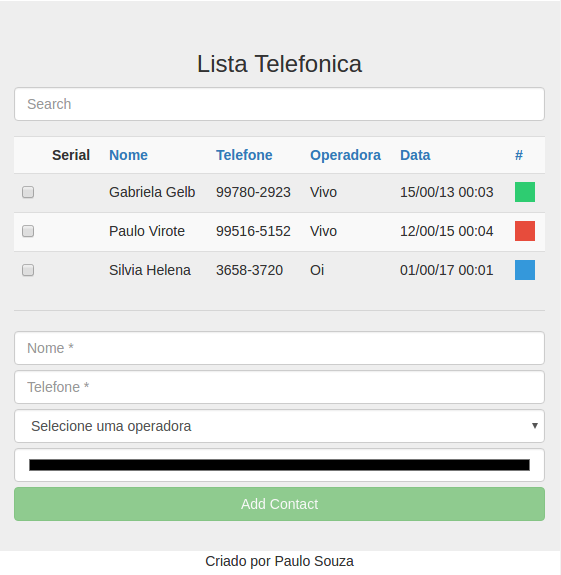 Lista Telefonica
Search
Serial Nome Telefone Operadora Data #
Gabriela Gelb 99780-2923 Vivo 15/00/13 00:03
Paulo Virote 99516-5152 Vivo 12/00/15 00:04
Silvia Helena 3658-3720 Oi 01/00/17 00:01
Nome *
Telefone *
Selecione uma operadora
Add Contact
Criado por Paulo Souza